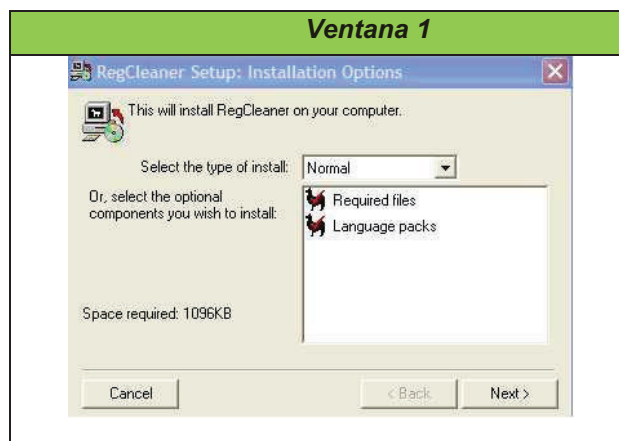 Ventana 1
RegCleaner Setup: Installation Options
This will install RegCleaner on your computer.
Select the type of install: Normal
Or, select the optional
components you wish to install:
Required files
Language packs
Space required: 1096KB
Cancel
< Back
Next >